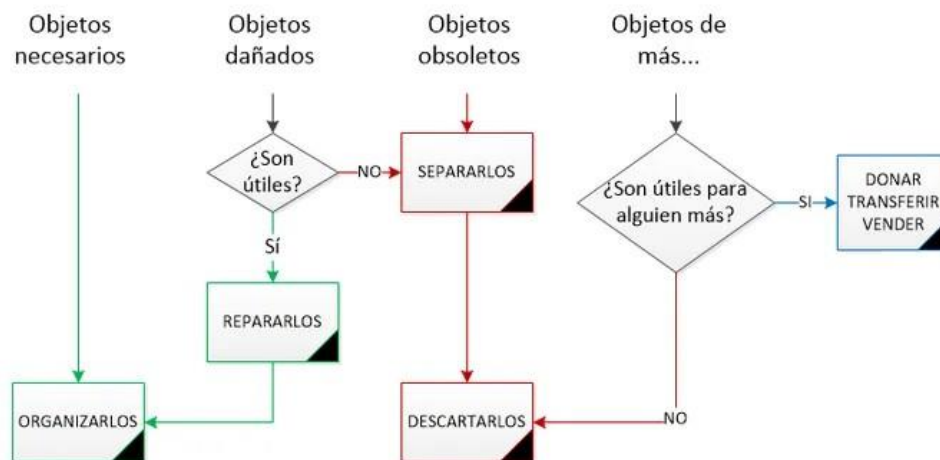 Objetos
necesarios
Objetos
dañados
Objetos
obsoletos
Objetos de
más...
¿Son
útiles?
NO
SEPARARLOS
¿Son útiles para
alguien más?
SI
DONAR
TRANSFERIR
VENDER
Sí
REPARARLOS
ORGANIZARLOS
DESCARTARLOS
NO